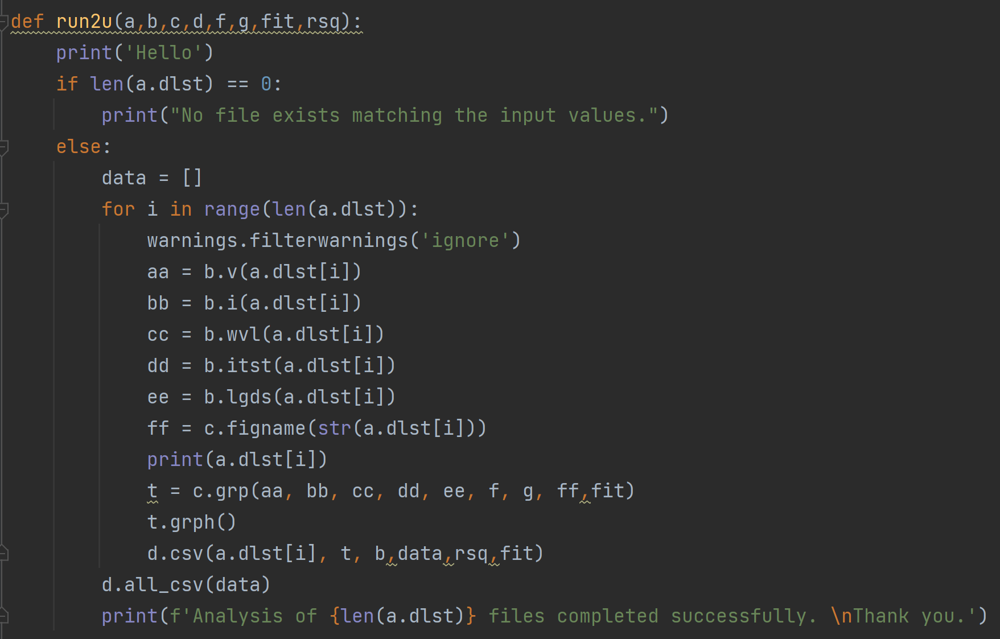 def run2u(a,b,c,d,f,g,fit,rsq):
    print('Hello')
    if len(a.dlst) == 0:
        print("No file exists matching the input values.")
    else:
        data = []
        for i in range(len(a.dlst)):
            warnings.filterwarnings('ignore')
            aa = b.v(a.dlst[i])
            bb = b.i(a.dlst[i])
            cc = b.wvl(a.dlst[i])
            dd = b.itst(a.dlst[i])
            ee = b.lgds(a.dlst[i])
            ff = c.figname(str(a.dlst[i]))
            print(a.dlst[i])
            t = c.grp(aa, bb, cc, dd, ee, f, g, ff,fit)
            t.grph()
            d.csv(a.dlst[i], t, b,data,rsq,fit)
        d.all_csv(data)
        print(f'Analysis of {len(a.dlst)} files completed successfully. \nThank you.')